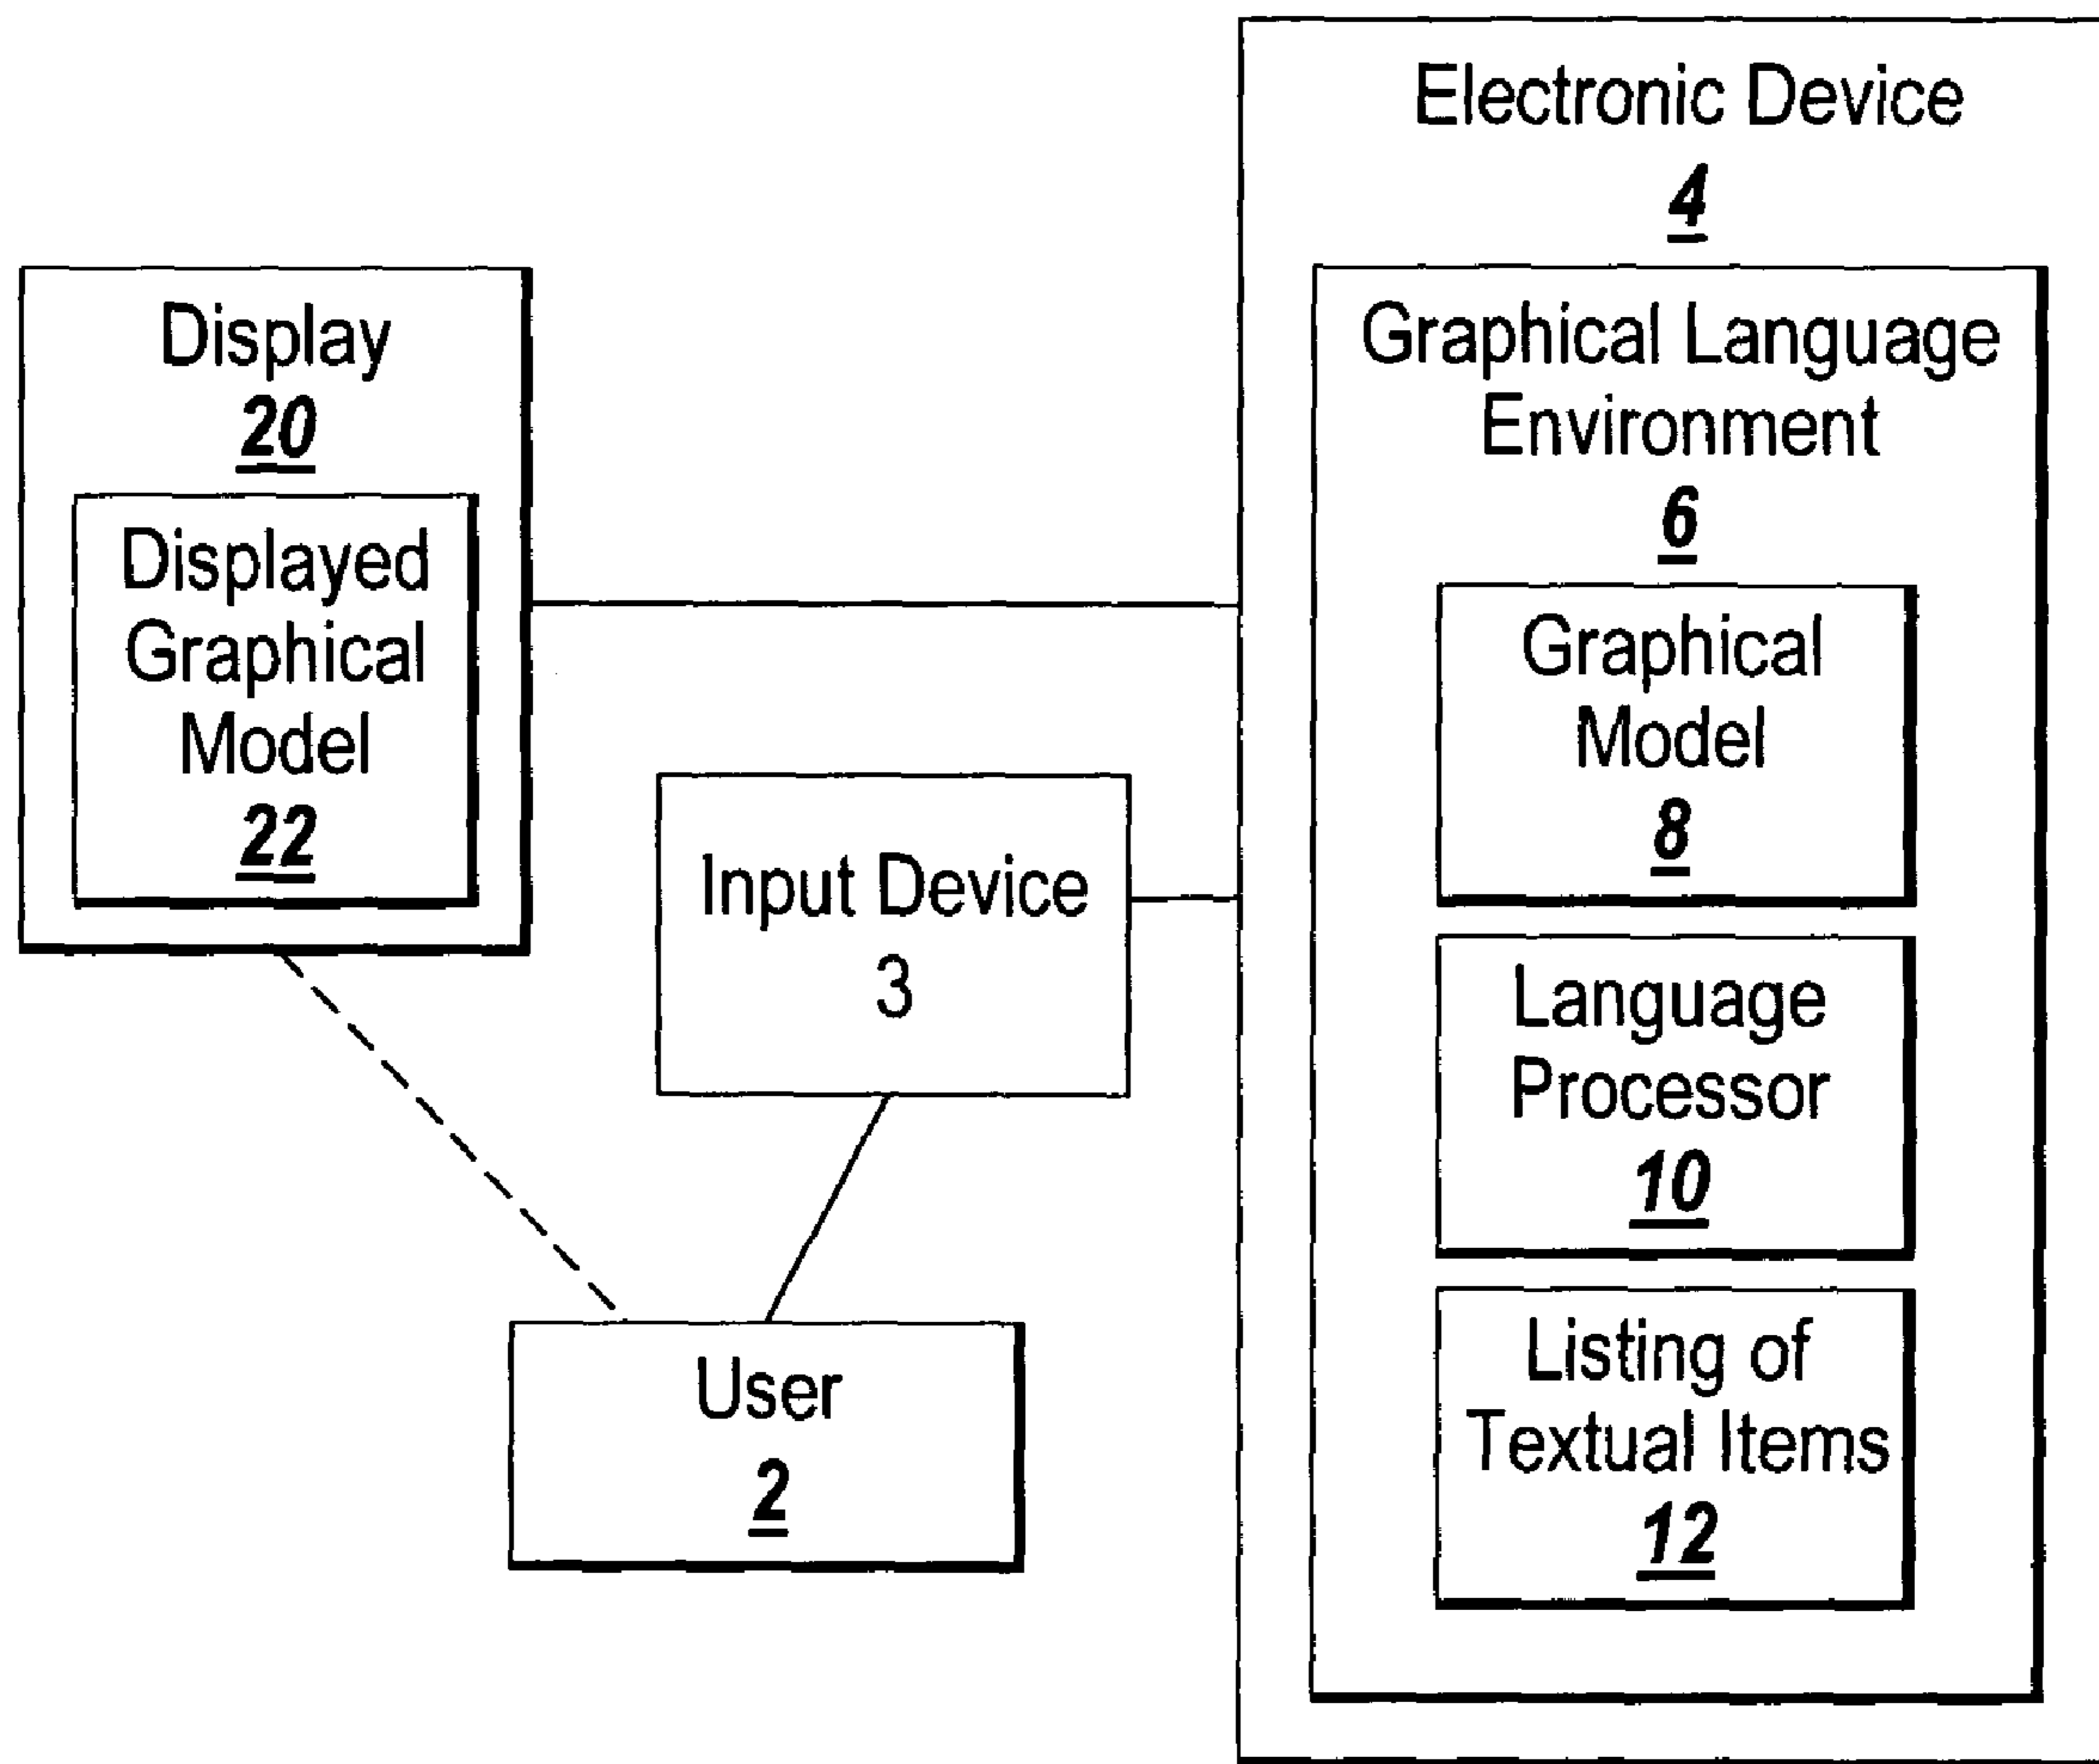 Electronic Device
4
Display
20
Graphical Language
Environment
6
Displayed
Graphical
Model
22
Graphical
Model
8
Input Device
3
Language
Processor
10
User
2
Listing of
Textual Items
12